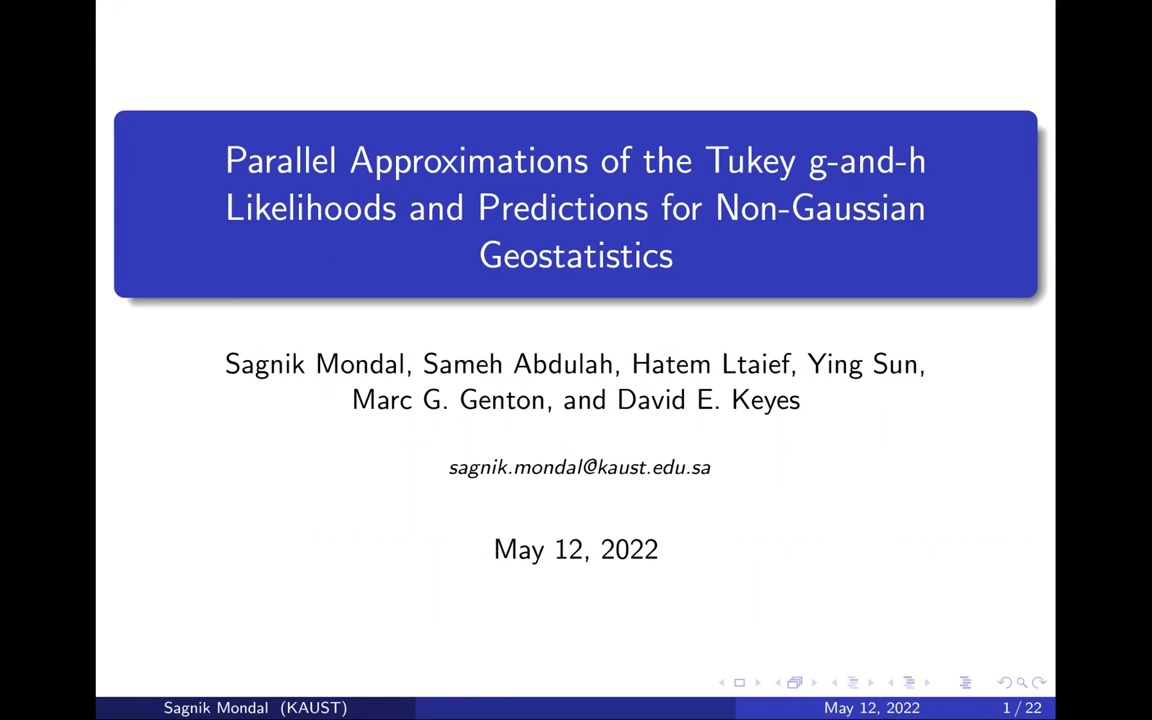 Parallel Approximations of the Tukey g-and-h
Likelihoods and Predictions for Non-Gaussian
Geostatistics
Sagnik Mondal, Sameh Abdulah, Hatem Ltaief, Ying Sun,
Marc G. Genton, and David E. Keyes
sagnik.mondal@kaust.edu.sa
May 12, 2022
Sagnik Mondal (KAUST) May 12, 2022 1 / 22